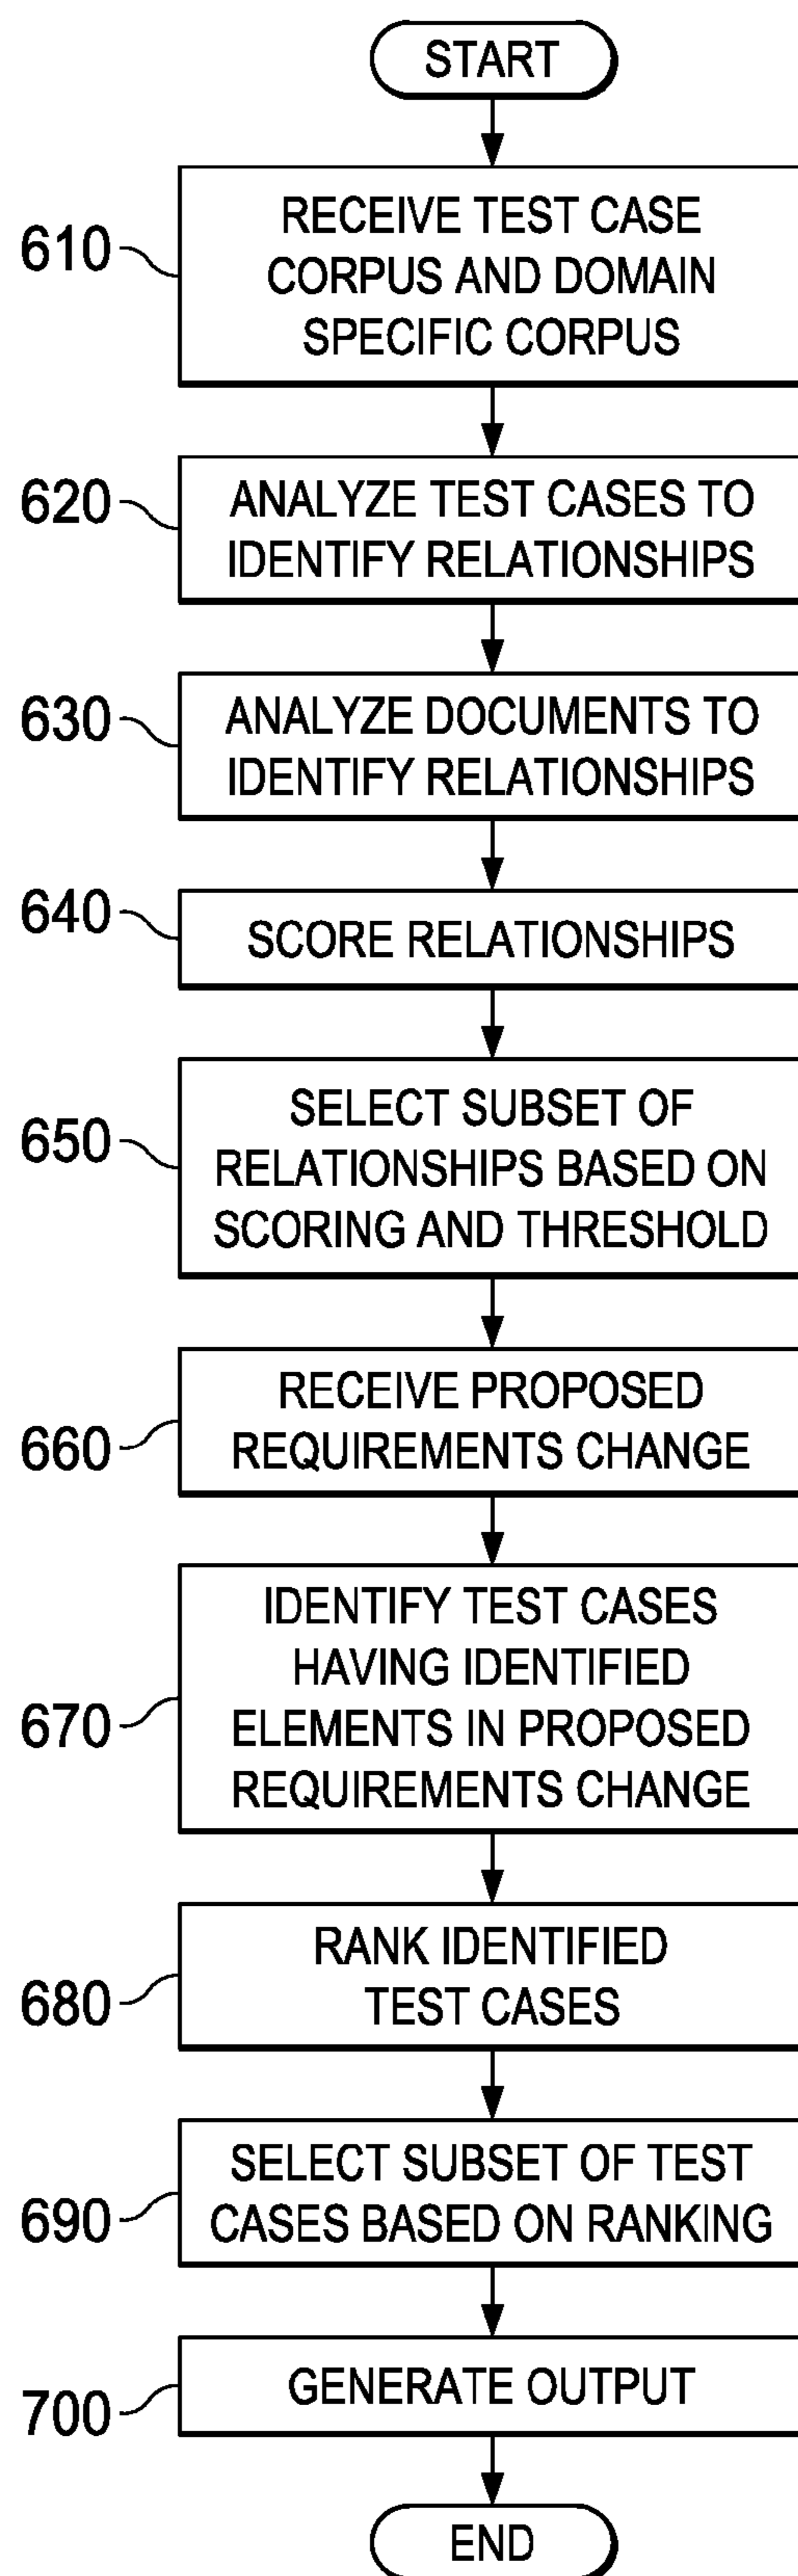 START
610
RECEIVE TEST CASE
CORPUS AND DOMAIN
SPECIFIC CORPUS
620
ANALYZE TEST CASES TO
IDENTIFY RELATIONSHIPS
630
ANALYZE DOCUMENTS TO
IDENTIFY RELATIONSHIPS
640
SCORE RELATIONSHIPS
650
SELECT SUBSET OF
RELATIONSHIPS BASED ON
SCORING AND THRESHOLD
660
RECEIVE PROPOSED
REQUIREMENTS CHANGE
670
IDENTIFY TEST CASES
HAVING IDENTIFIED
ELEMENTS IN PROPOSED
REQUIREMENTS CHANGE
680
RANK IDENTIFIED
TEST CASES
690
SELECT SUBSET OF TEST
CASES BASED ON RANKING
700
GENERATE OUTPUT
END